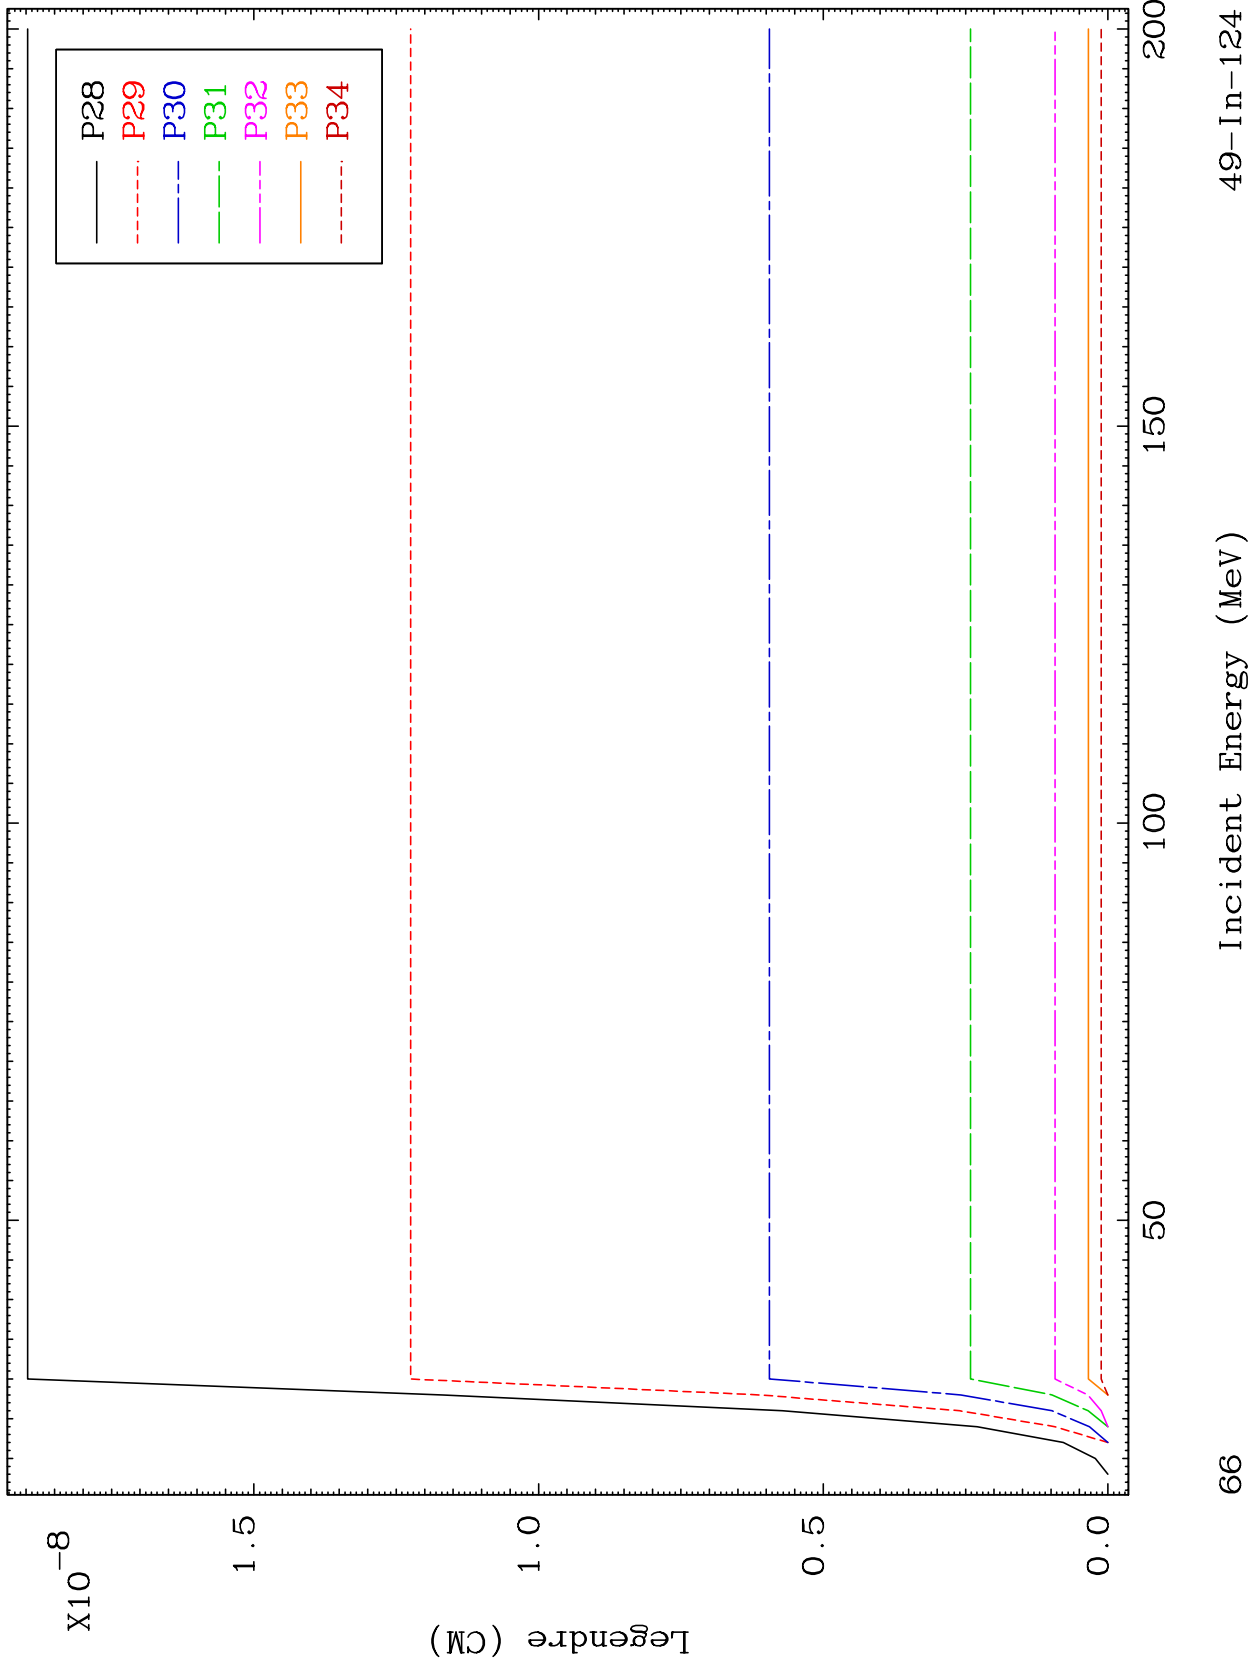 X10-8
1.5
1.0
0.5
0.0
Legendre (CM)
P28
P29
P30
P31
P32
P33
P34
50
100
150
200
66
Incident Energy (MeV)
49-In-124